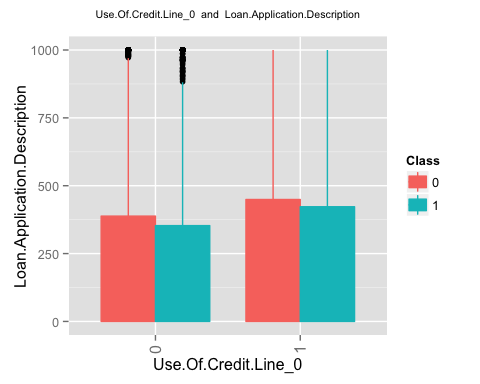 Use.Of.Credit.Line_0 and Loan.Application.Description
1000
750
500
250
0
Loan.Application.Description
0
1
Use.Of.Credit.Line_0
Class
0
1